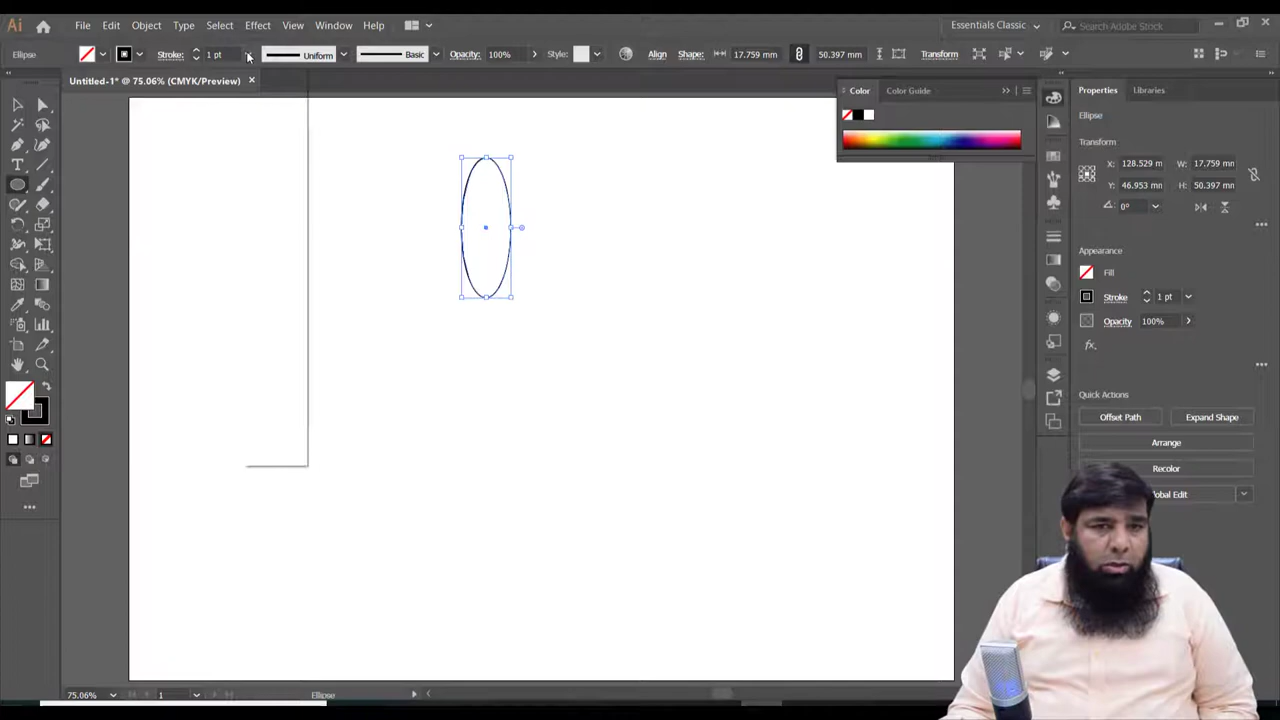 Ai File Edit Object Type Select Effect View Window Help Essentials Classic Search Adobe Stock
Ellipse Stroke: 1 pt Uniform Basic Opacity: 100% Style: Align Shape: 17.759 mm 50.397 mm Transform
Untitled-1* @ 75.06% (CMYK/Preview) ×
Color Color Guide
Properties Libraries
Ellipse
Transform
X: 128.529 m W: 17.759 mm
Y: 46.953 mm H: 50.397 mm
0°
Appearance
Fill
Stroke 1 pt
Opacity 100%
fx.
Quick Actions
Offset Path Expand Shape
Arrange
Recolor
lobal Edit
75.06% 1 Ellipse